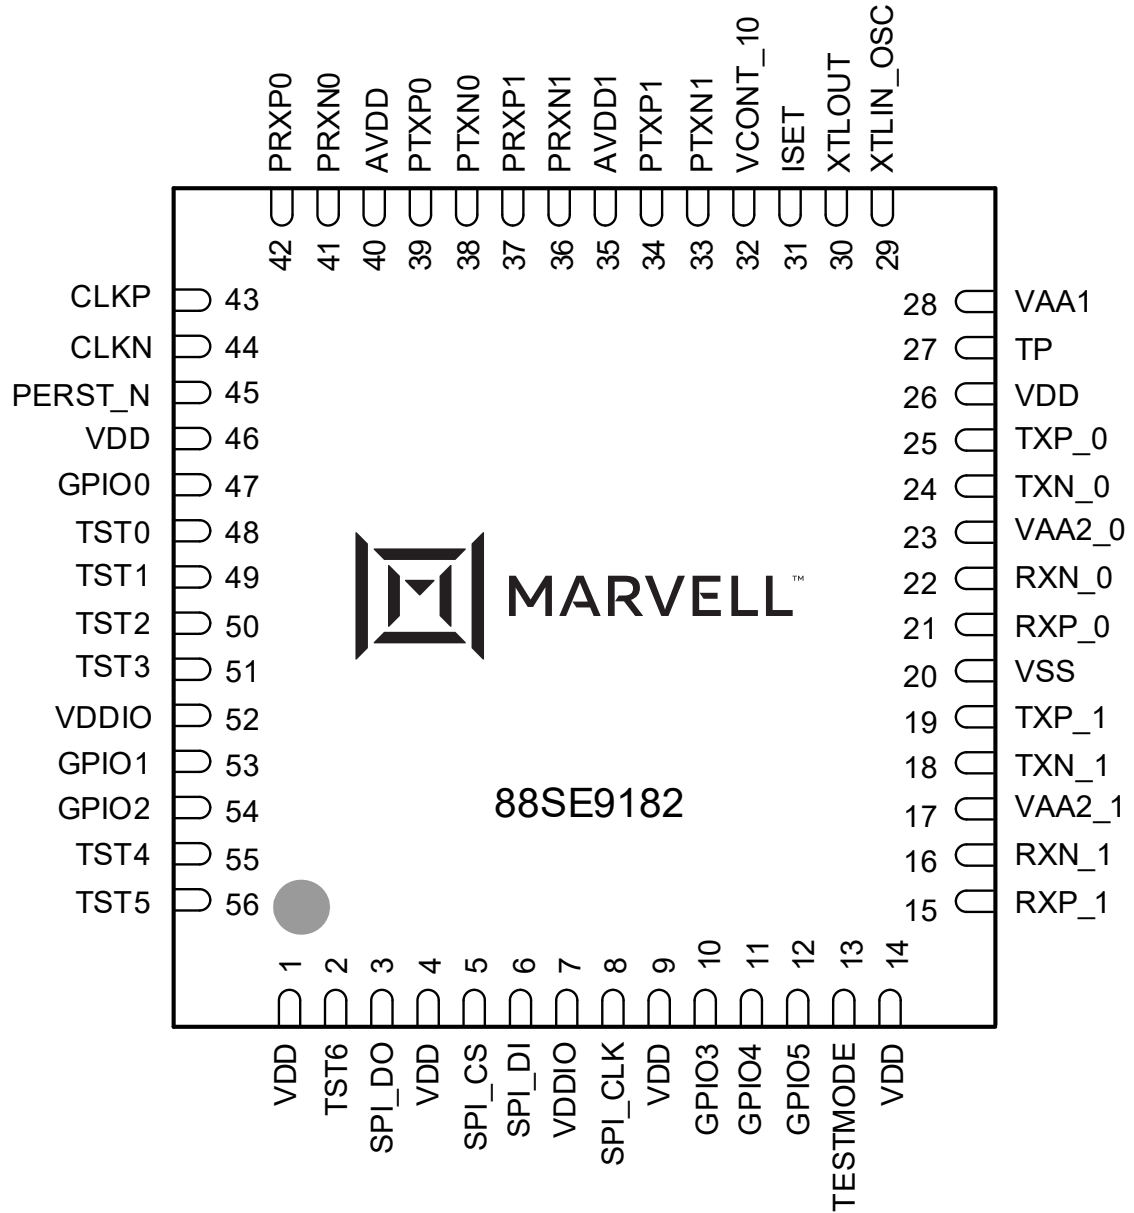 PRXP0
PRXN0
AVDD
PTXP0
PTXN0
PRXP1
PRXN1
AVDD1
PTXP1
PTXN1
VCONT_10
ISET
XTLOUT
XTLIN_OSC
42 41 40 39 38 37 36 35 34 33 32 31 30 29
CLKP 43
CLKN 44
PERST_N 45
VDD 46
GPIO0 47
TST0 48
TST1 49
TST2 50
TST3 51
VDDIO 52
GPIO1 53
GPIO2 54
TST4 55
TST5 56
28 VAA1
27 TP
26 VDD
25 TXP_0
24 TXN_0
23 VAA2_0
22 RXN_0
21 RXP_0
20 VSS
19 TXP_1
18 TXN_1
17 VAA2_1
16 RXN_1
15 RXP_1
MARVELL™
88SE9182
1 2 3 4 5 6 7 8 9 10 11 12 13 14
VDD
TST6
SPI_DO
VDD
SPI_CS
SPI_DI
VDDIO
SPI_CLK
VDD
GPIO3
GPIO4
GPIO5
TESTMODE
VDD